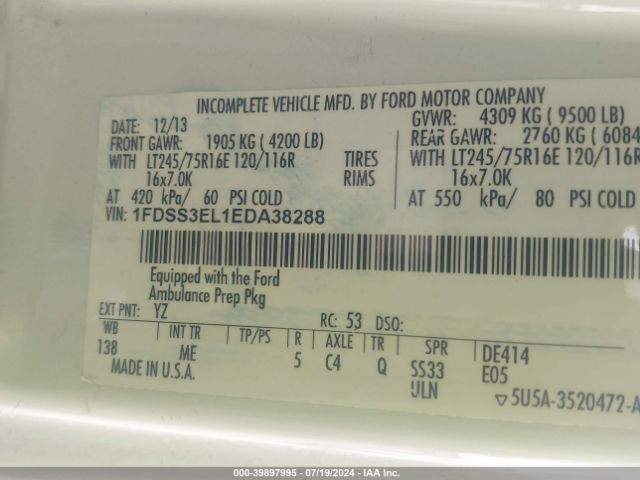 INCOMPLETE VEHICLE MFD. BY FORD MOTOR COMPANY
DATE: 12/13 GVWR: 4309 KG ( 9500 LB)
FRONT GAWR: 1905 KG ( 4200 LB) REAR GAWR: 2760 KG ( 6084
WITH LT245/75R16E 120/116R TIRES WITH LT245/75R16E 120/116R
16x7.0K RIMS 16x7.0K
AT 420 kPa/ 60 PSI COLD AT 550 kPa/ 80 PSI COLD
VIN: 1FDSS3EL1EDA38288
Equipped with the Ford
Ambulance Prep Pkg
EXT PNT: YZ RC: 53 DSO:
WB INT TR TP/PS R AXLE TR SPR DE414
138 ME 5 C4 Q SS33 E05
MADE IN U.S.A. ULN ▽5U5A-3520472-A
000-39897995 - 07/19/2024 - IAA Inc.